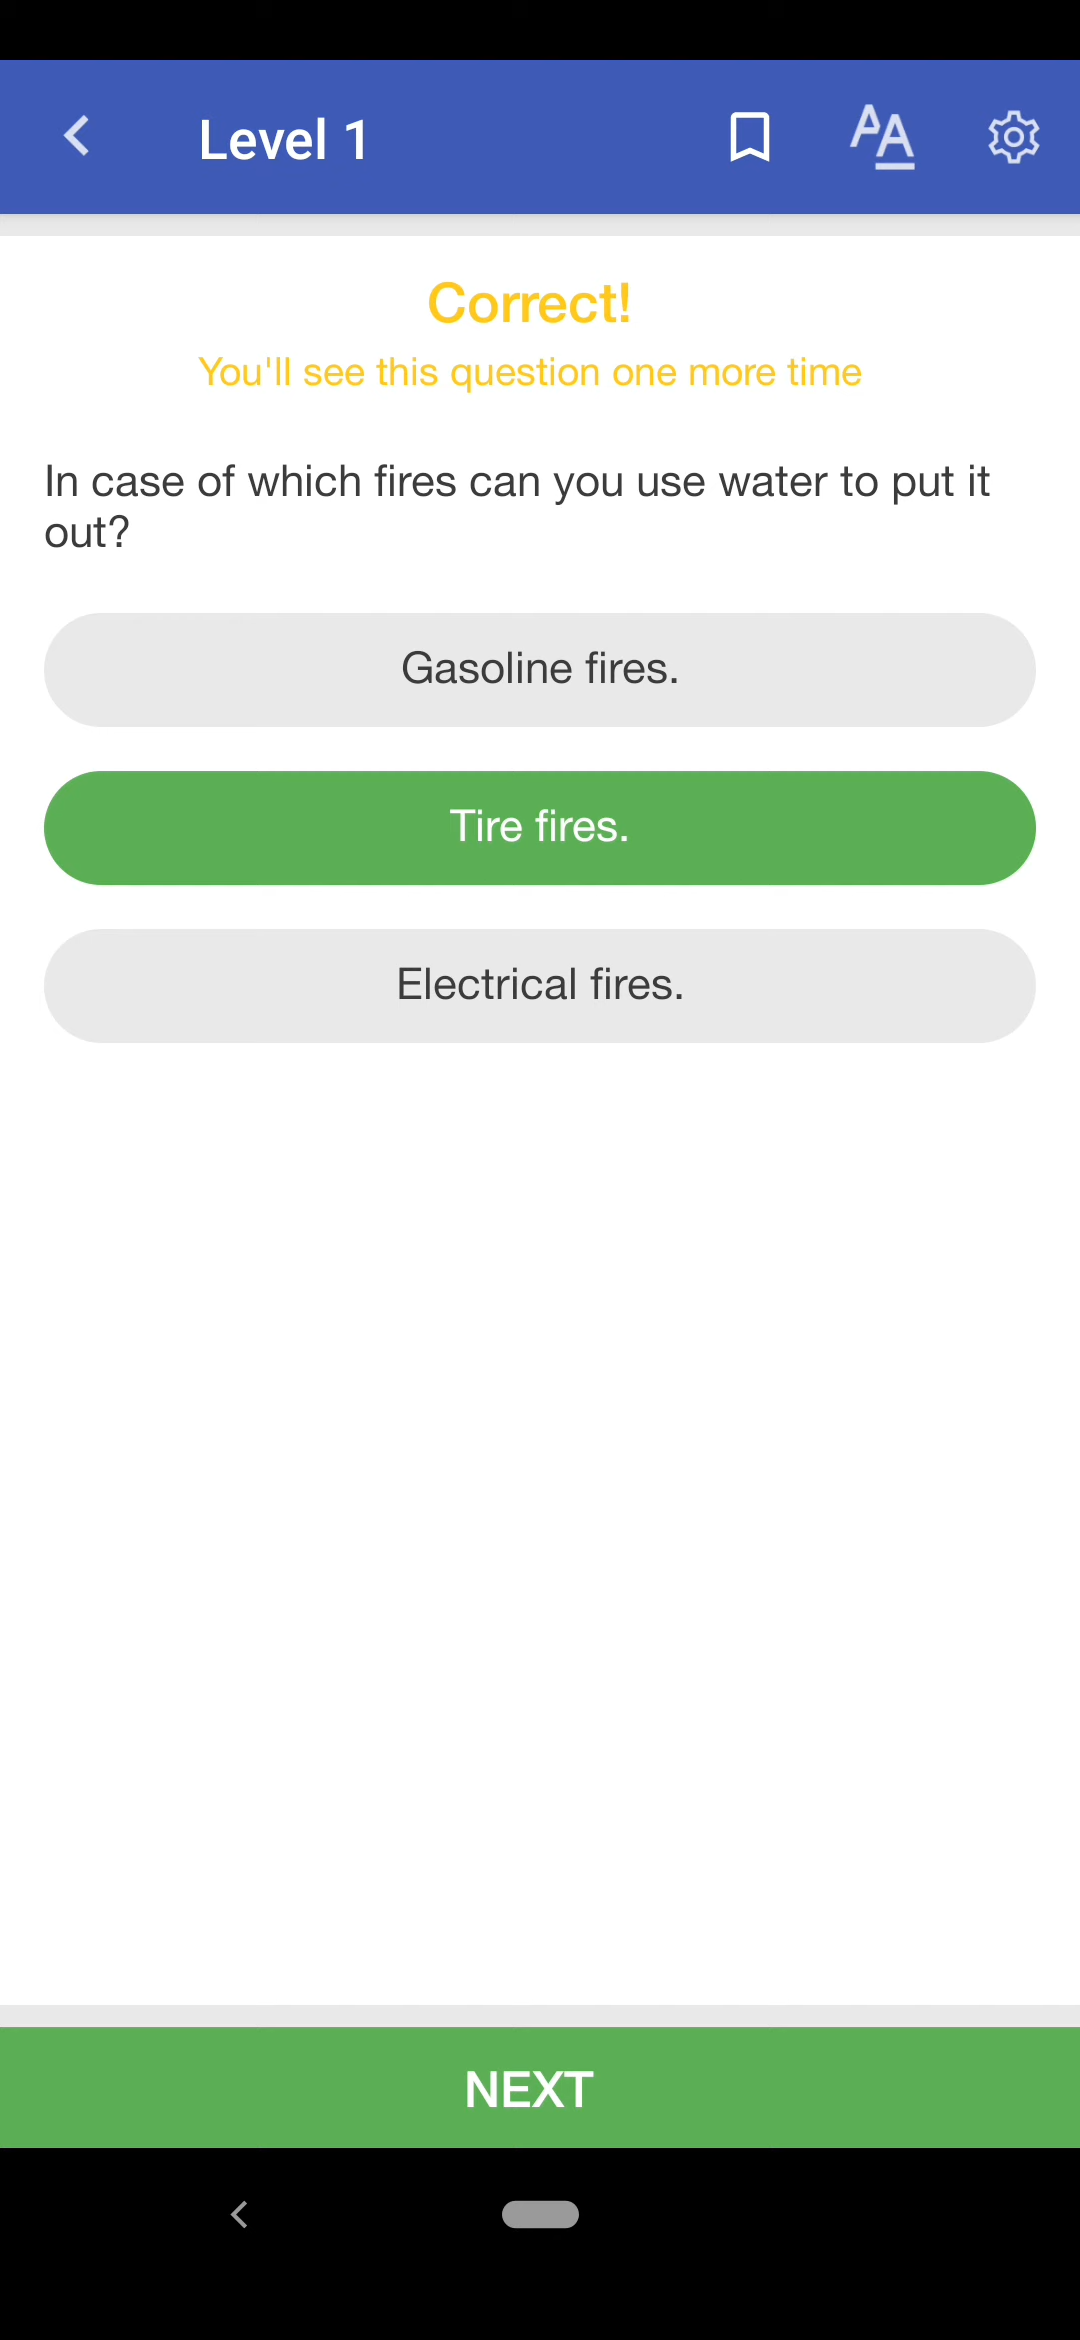 Level 1
Correct!
You'll see this question one more time
In case of which fires can you use water to put it
out?
Gasoline fires.
Tire fires.
Electrical fires.
NEXT